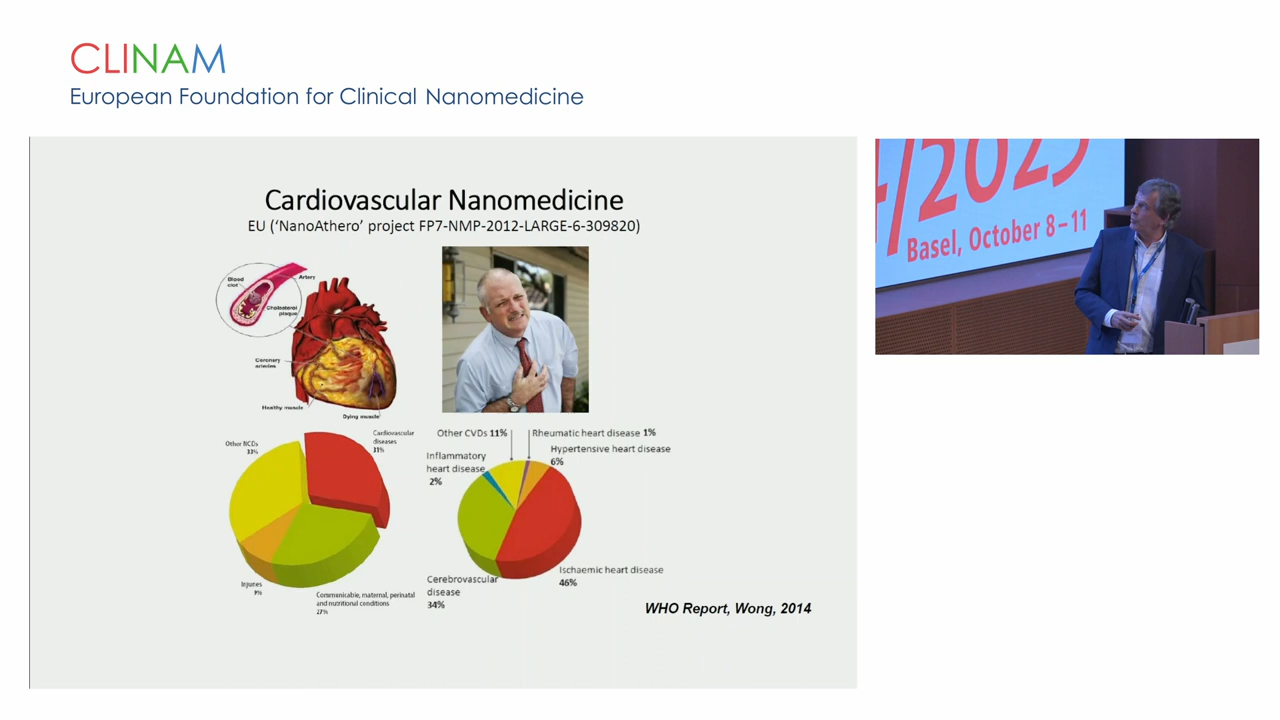 CLINAM
European Foundation for Clinical Nanomedicine
Cardiovascular Nanomedicine
EU (‘NanoAthero’ project FP7-NMP-2012-LARGE-6-309820)
Blood
clot
Artery
Cholesterol
plaque
Coronary
arteries
Healthy muscle
Dying muscle
Other NCDs
33%
Cardiovascular
diseases
31%
Injuries
9%
Communicable, maternal, perinatal
and nutritional conditions
27%
Other CVDs 11%
Rheumatic heart disease 1%
Hypertensive heart disease
6%
Inflammatory
heart disease
2%
Ischaemic heart disease
46%
Cerebrovascular
disease
34%
WHO Report, Wong, 2014
/2025
Basel, October 8–11